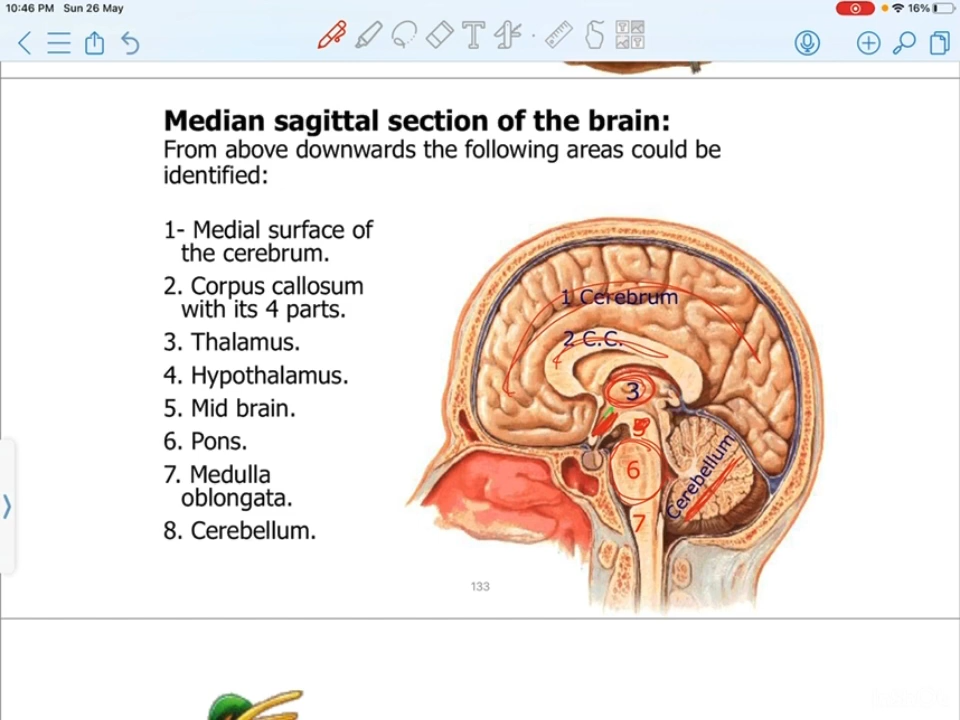 10:46 PM Sun 26 May
16%
Median sagittal section of the brain:
From above downwards the following areas could be
identified:
1- Medial surface of
the cerebrum.
2. Corpus callosum
with its 4 parts.
3. Thalamus.
4. Hypothalamus.
5. Mid brain.
6. Pons.
7. Medulla
oblongata.
8. Cerebellum.
1 Cerebrum
2 C.C.
3
5
6
7
Cerebellum
133